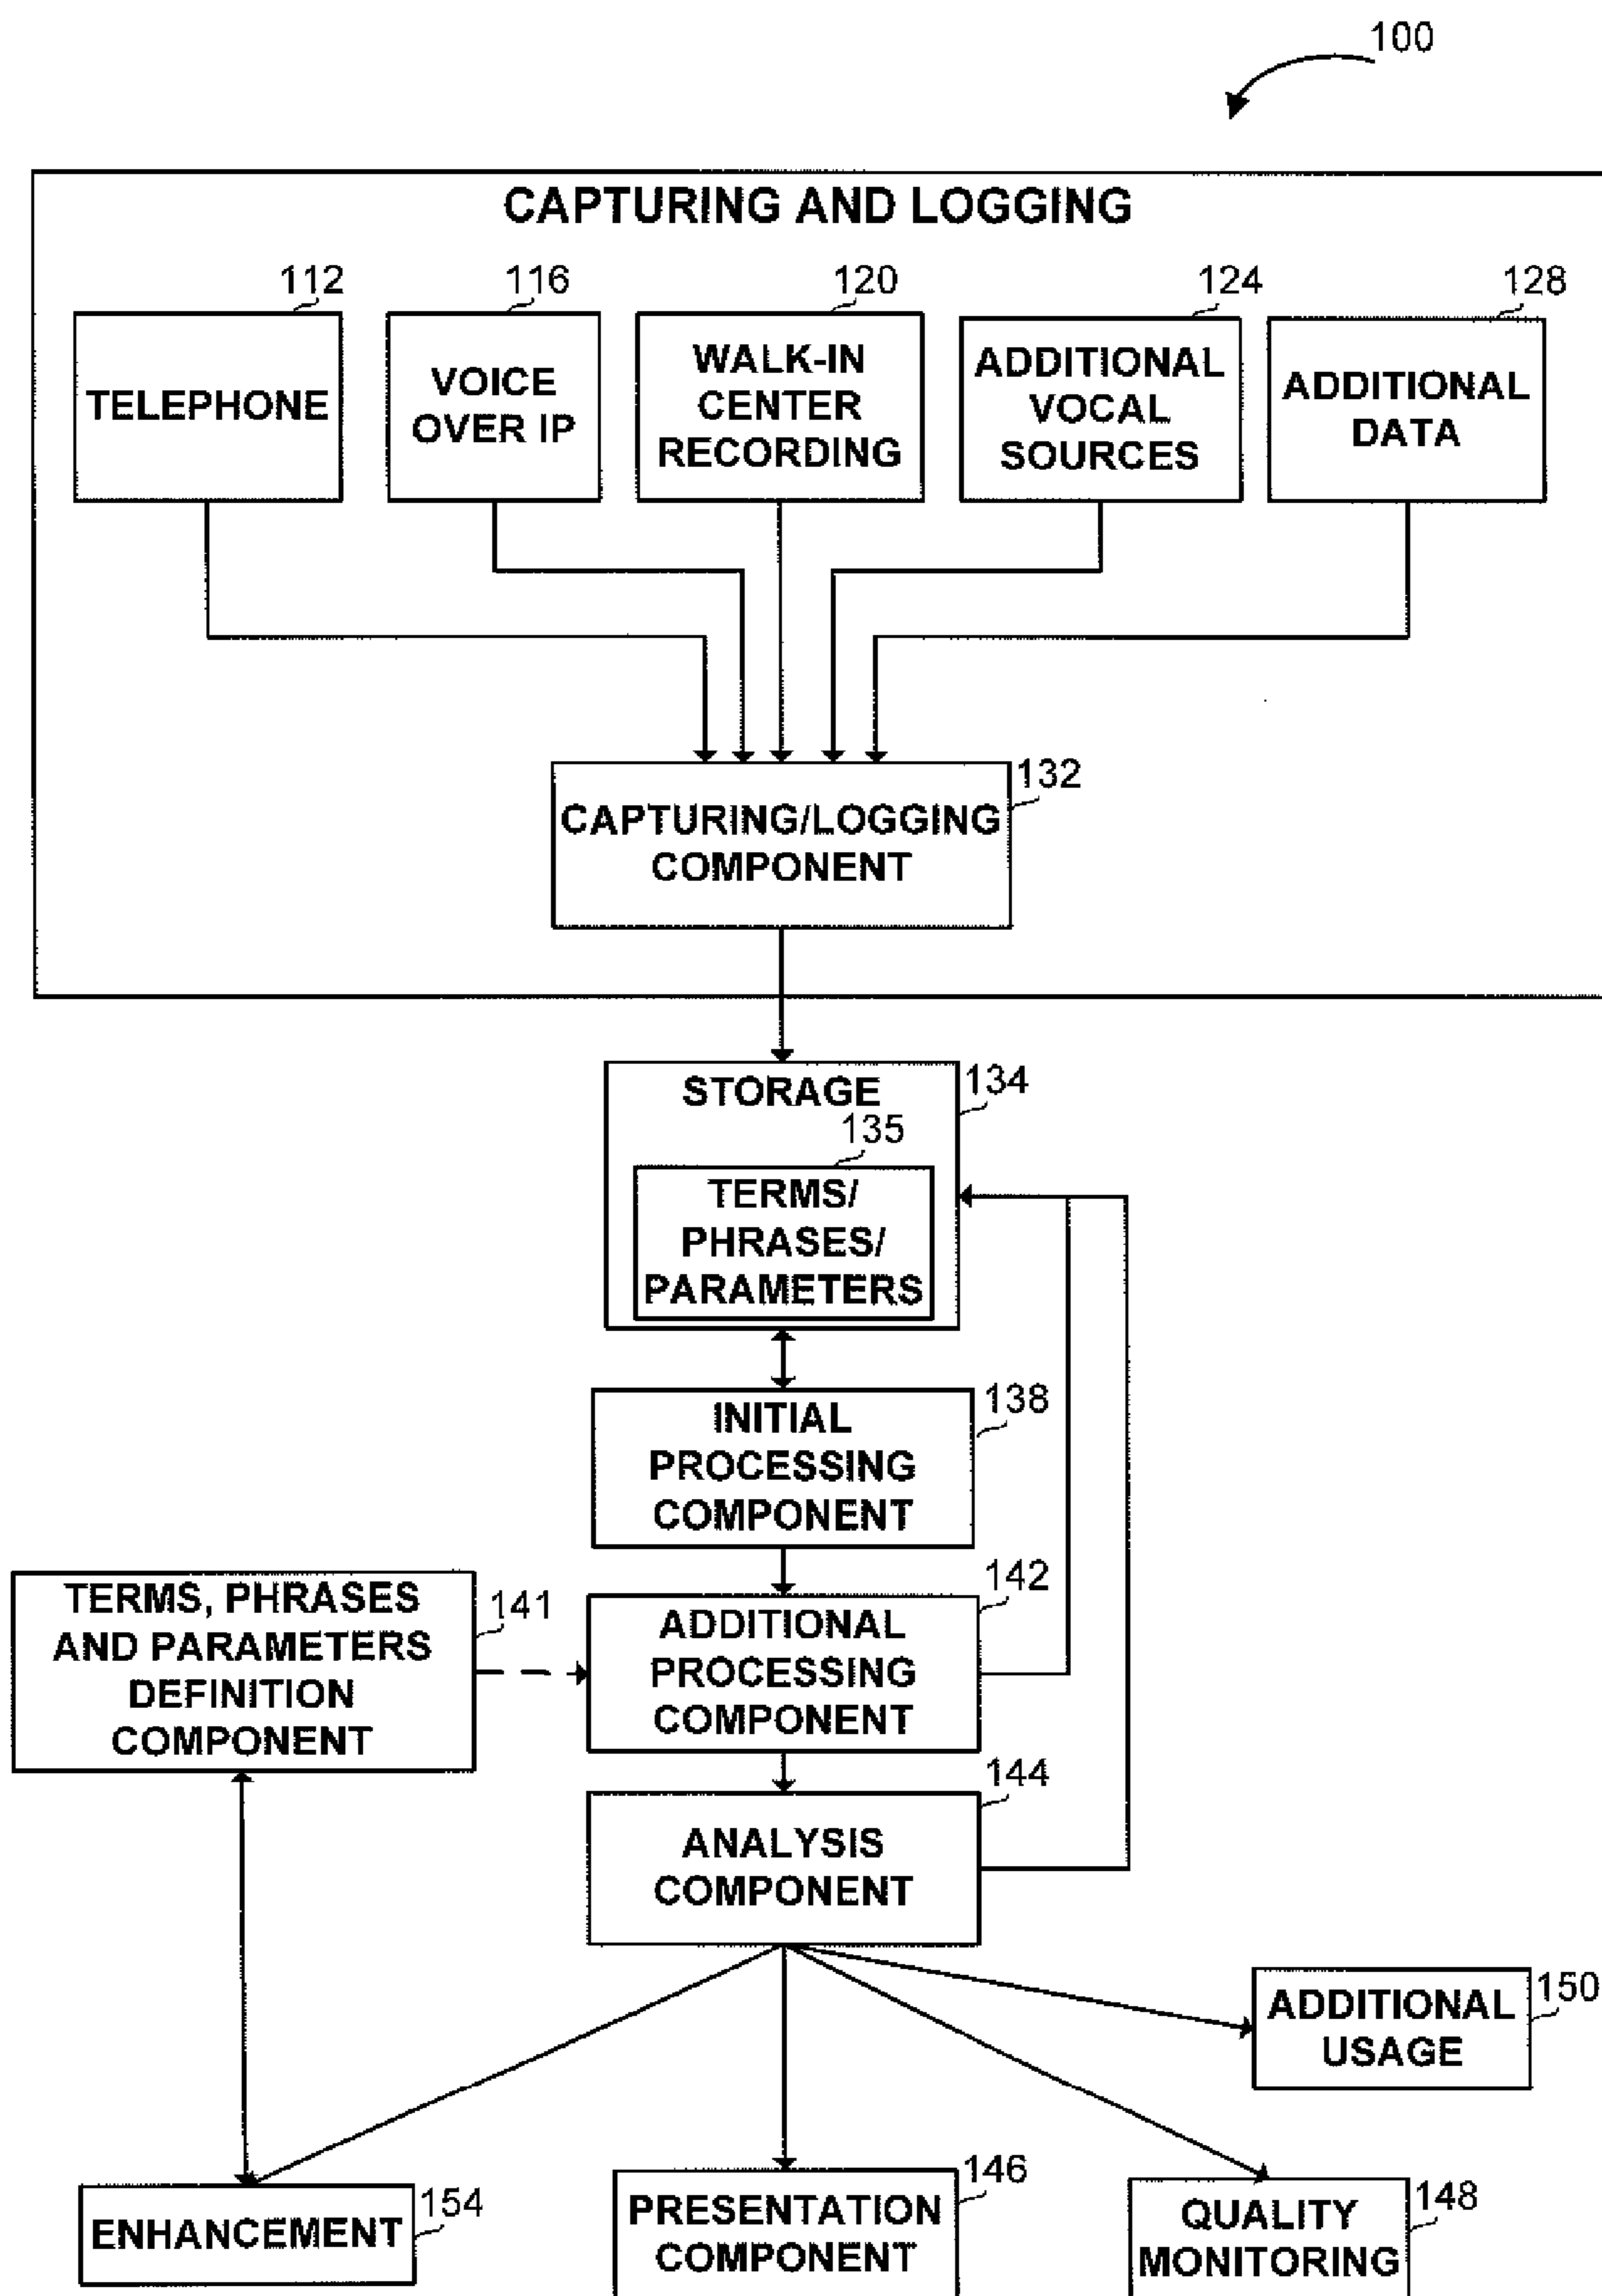 100
CAPTURING AND LOGGING
112
116
120
124
128
TELEPHONE
VOICE
OVER IP
WALK-IN
CENTER
RECORDING
ADDITIONAL
VOCAL
SOURCES
ADDITIONAL
DATA
132
CAPTURING/LOGGING
COMPONENT
STORAGE
134
135
TERMS/
PHRASES/
PARAMETERS
138
INITIAL
PROCESSING
COMPONENT
141
TERMS, PHRASES
AND PARAMETERS
DEFINITION
COMPONENT
142
ADDITIONAL
PROCESSING
COMPONENT
144
ANALYSIS
COMPONENT
150
ADDITIONAL
USAGE
154
ENHANCEMENT
146
PRESENTATION
COMPONENT
148
QUALITY
MONITORING